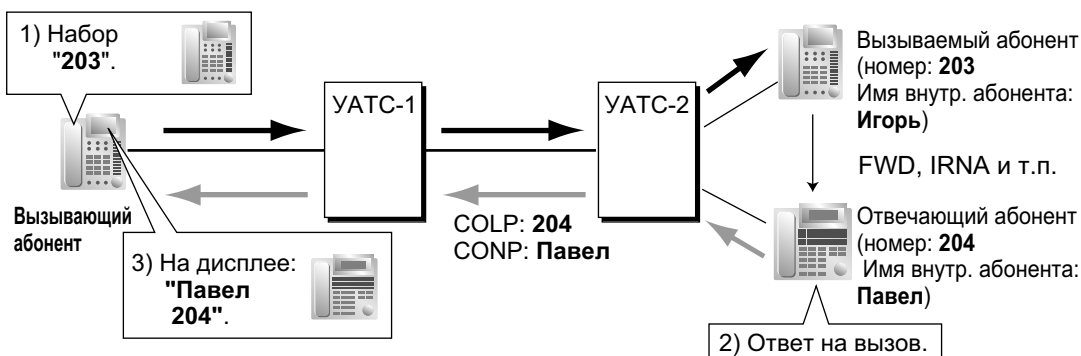 1) Набор
"203".
УАТС-1
УАТС-2
Вызываемый абонент
(номер: 203
Имя внутр. абонента:
Игорь)
FWD, IRNA и т.п.
Вызывающий
абонент
COLP: 204
CONP: Павел
Отвечающий абонент
(номер: 204
Имя внутр. абонента:
Павел)
3) На дисплее:
"Павел
204".
2) Ответ на вызов.